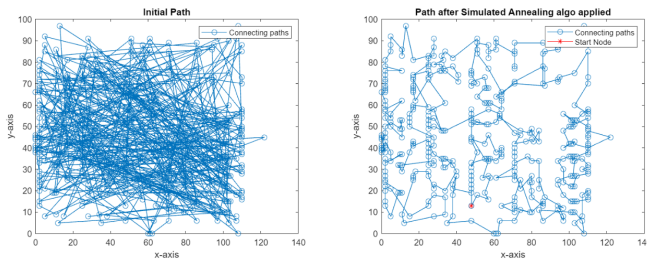 Initial Path
Connecting paths
100
90
80
70
60
50
40
30
20
10
0
y-axis
0 20 40 60 80 100 120 140
x-axis
Path after Simulated Annealing algo applied
Connecting paths
Start Node
100
90
80
70
60
50
40
30
20
10
0
y-axis
0 20 40 60 80 100 120 140
x-axis